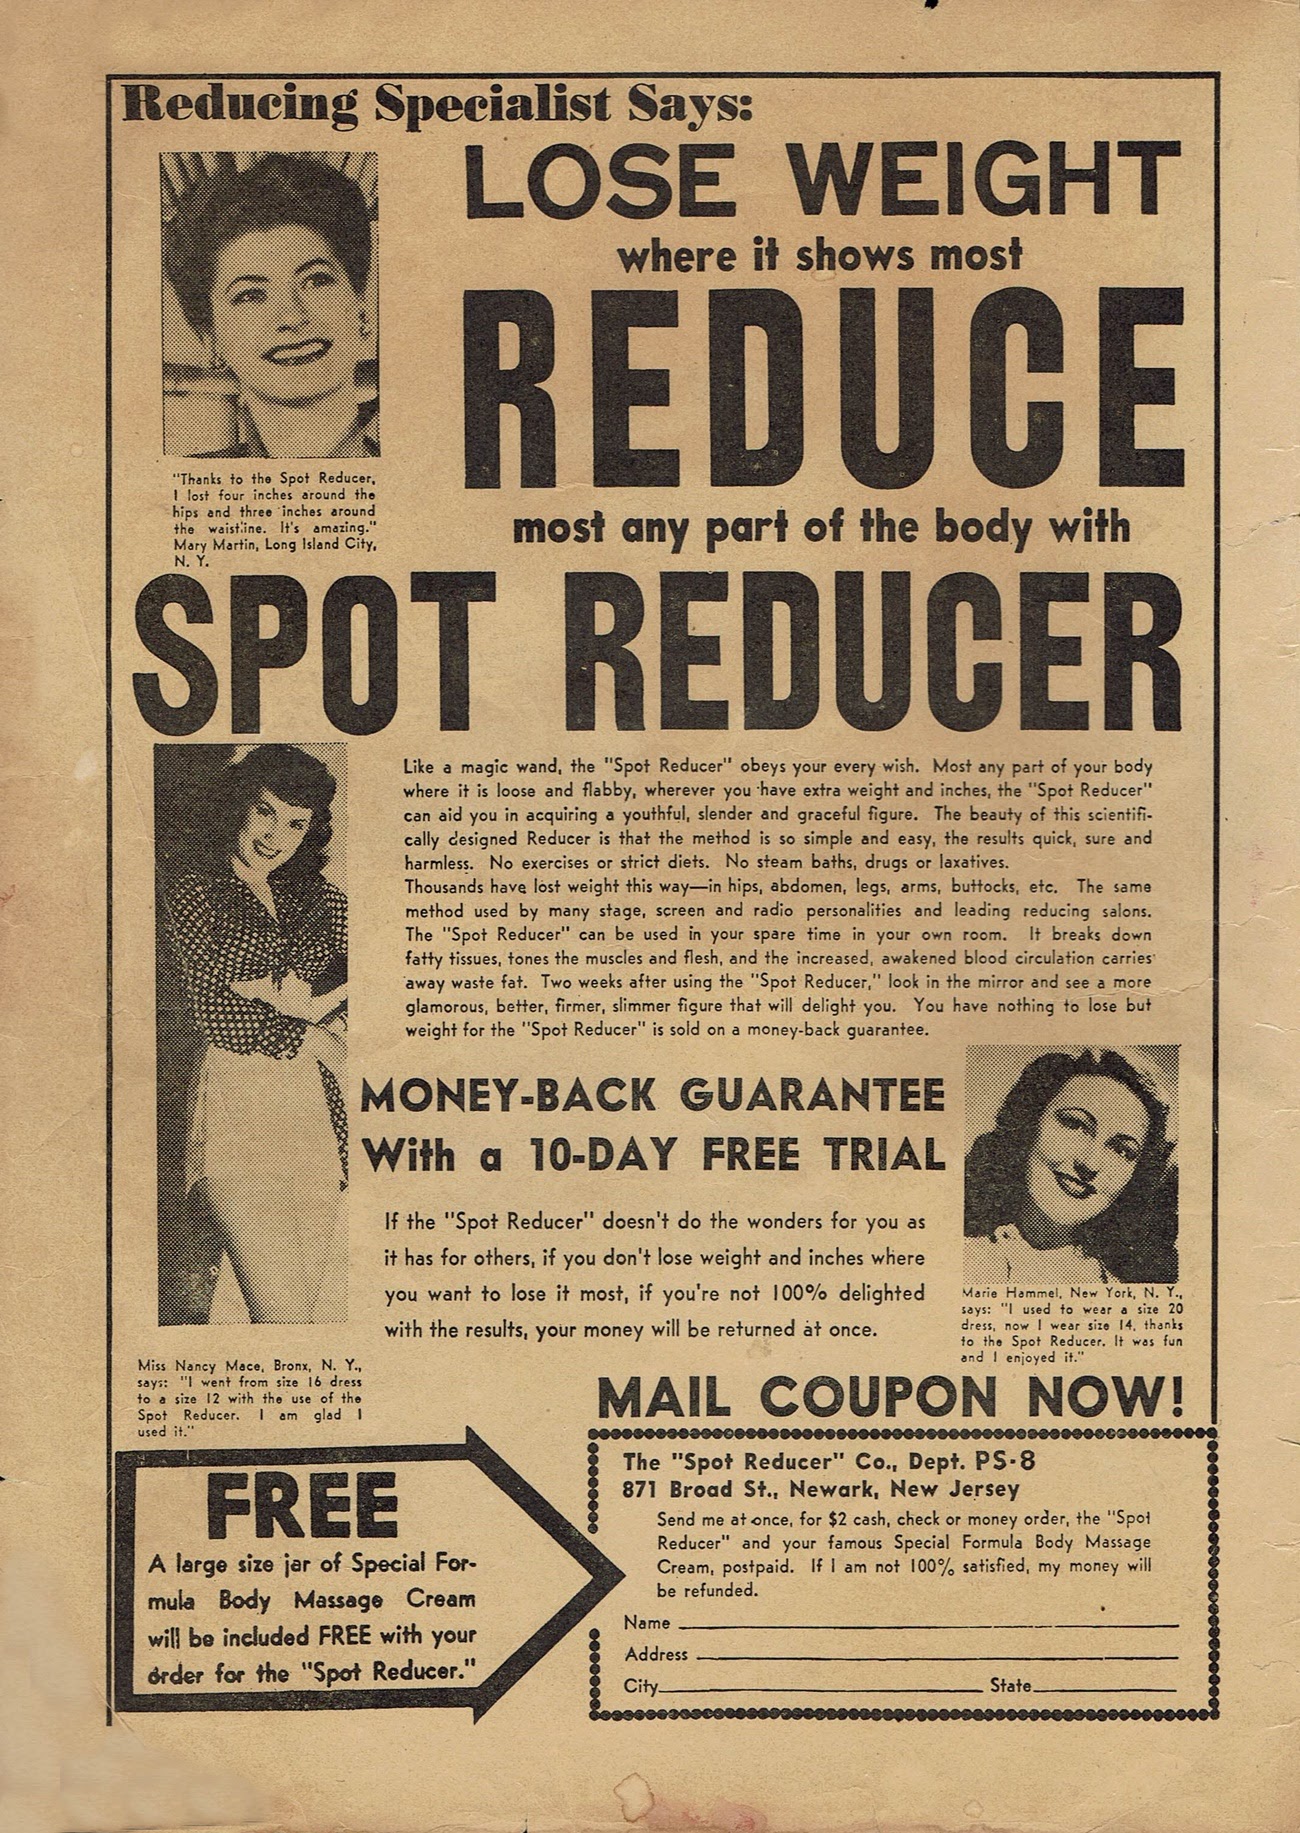 Reducing Specialist Says:
LOSE WEIGHT
where it shows most
REDUCE
most any part of the body with
"Thanks to the Spot Reducer,
I lost four inches around the
hips and three inches around
the waistline. It's amazing."
Mary Martin, Long Island City,
N. Y.
SPOT REDUCER
Like a magic wand, the "Spot Reducer" obeys your every wish. Most any part of your body
where it is loose and flabby, wherever you have extra weight and inches, the "Spot Reducer"
can aid you in acquiring a youthful, slender and graceful figure. The beauty of this scientifi-
cally designed Reducer is that the method is so simple and easy, the results quick, sure and
harmless. No exercises or strict diets. No steam baths, drugs or laxatives.
Thousands have lost weight this way—in hips, abdomen, legs, arms, buttocks, etc. The same
method used by many stage, screen and radio personalities and leading reducing salons.
The "Spot Reducer" can be used in your spare time in your own room. It breaks down
fatty tissues, tones the muscles and flesh, and the increased, awakened blood circulation carries
away waste fat. Two weeks after using the "Spot Reducer," look in the mirror and see a more
glamorous, better, firmer, slimmer figure that will delight you. You have nothing to lose but
weight for the "Spot Reducer" is sold on a money-back guarantee.
MONEY-BACK GUARANTEE
With a 10-DAY FREE TRIAL
If the "Spot Reducer" doesn't do the wonders for you as
it has for others, if you don't lose weight and inches where
you want to lose it most, if you're not 100% delighted
with the results, your money will be returned at once.
Marie Hammel, New York, N. Y.,
says: "I used to wear a size 20
dress, now I wear size 14, thanks
to the Spot Reducer. It was fun
and I enjoyed it."
Miss Nancy Mace, Bronx, N. Y.,
says: "I went from size 16 dress
to a size 12 with the use of the
Spot Reducer. I am glad I
used it."
MAIL COUPON NOW!
FREE
A large size jar of Special For-
mula Body Massage Cream
will be included FREE with your
order for the "Spot Reducer."
The "Spot Reducer" Co., Dept. PS-8
871 Broad St., Newark, New Jersey
Send me at once, for $2 cash, check or money order, the "Spot
Reducer" and your famous Special Formula Body Massage
Cream, postpaid. If I am not 100% satisfied, my money will
be refunded.
Name
Address
City State